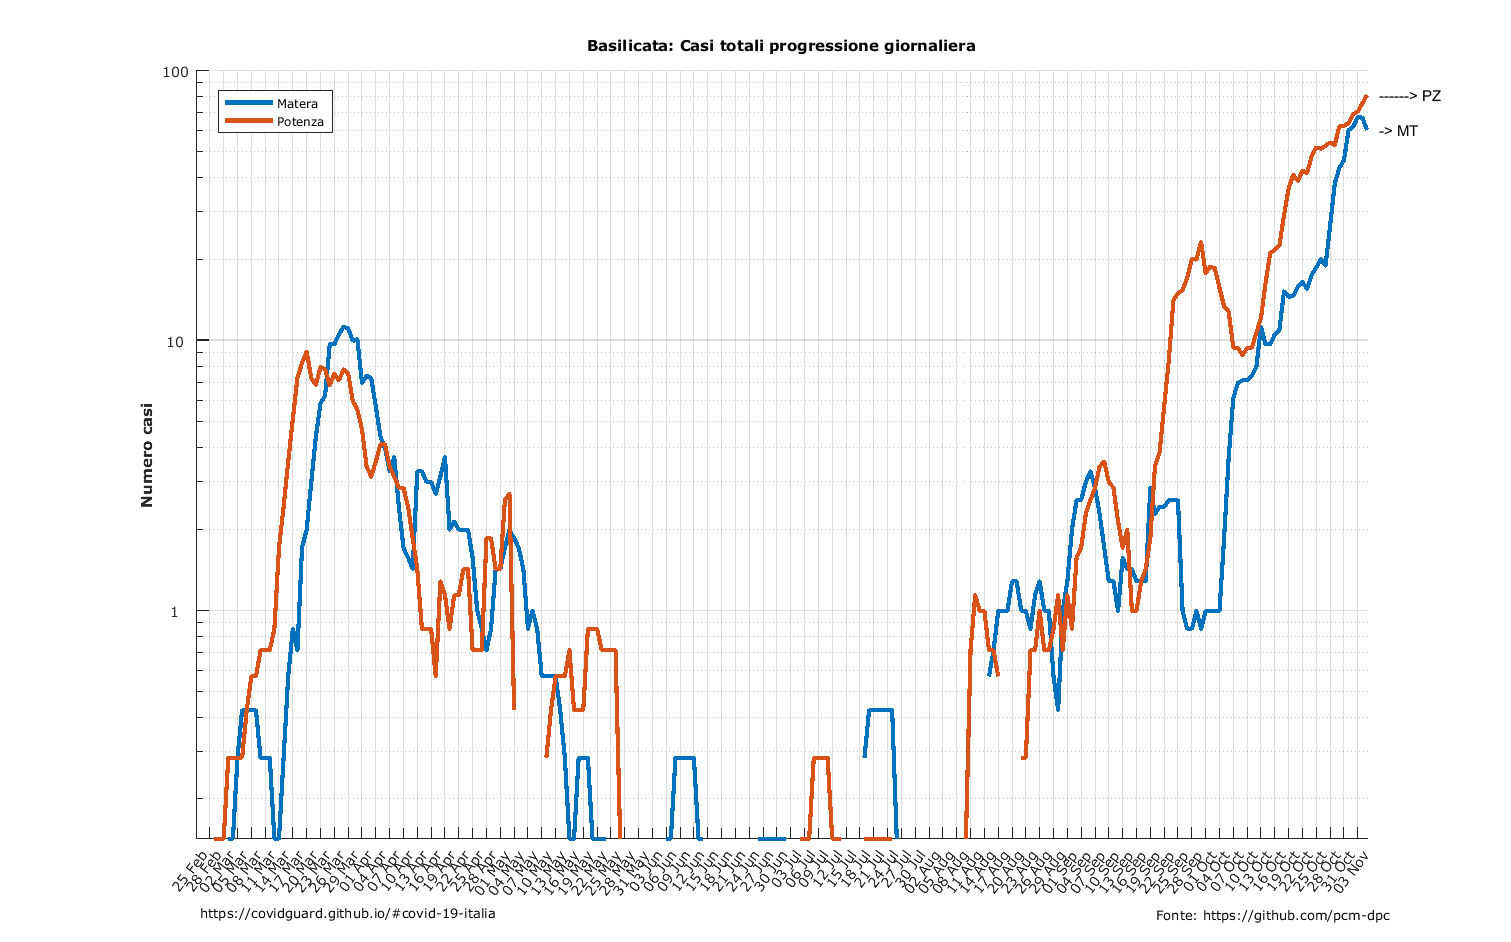 Basilicata: Casi totali progressione giornaliera
100
10
1
Numero casi
Matera
Potenza
------> PZ
-> MT
25 Feb
28 Feb
02 Mar
05 Mar
08 Mar
11 Mar
14 Mar
17 Mar
20 Mar
23 Mar
26 Mar
29 Mar
01 Apr
04 Apr
07 Apr
10 Apr
13 Apr
16 Apr
19 Apr
22 Apr
25 Apr
28 Apr
01 May
04 May
07 May
10 May
13 May
16 May
19 May
22 May
25 May
28 May
31 May
03 Jun
06 Jun
09 Jun
12 Jun
15 Jun
18 Jun
21 Jun
24 Jun
27 Jun
30 Jun
03 Jul
06 Jul
09 Jul
12 Jul
15 Jul
18 Jul
21 Jul
24 Jul
27 Jul
30 Jul
02 Aug
05 Aug
08 Aug
11 Aug
14 Aug
17 Aug
20 Aug
23 Aug
26 Aug
29 Aug
01 Sep
04 Sep
07 Sep
10 Sep
13 Sep
16 Sep
19 Sep
22 Sep
25 Sep
28 Sep
01 Oct
04 Oct
07 Oct
10 Oct
13 Oct
16 Oct
19 Oct
22 Oct
25 Oct
28 Oct
31 Oct
03 Nov
https://covidguard.github.io/#covid-19-italia
Fonte: https://github.com/pcm-dpc